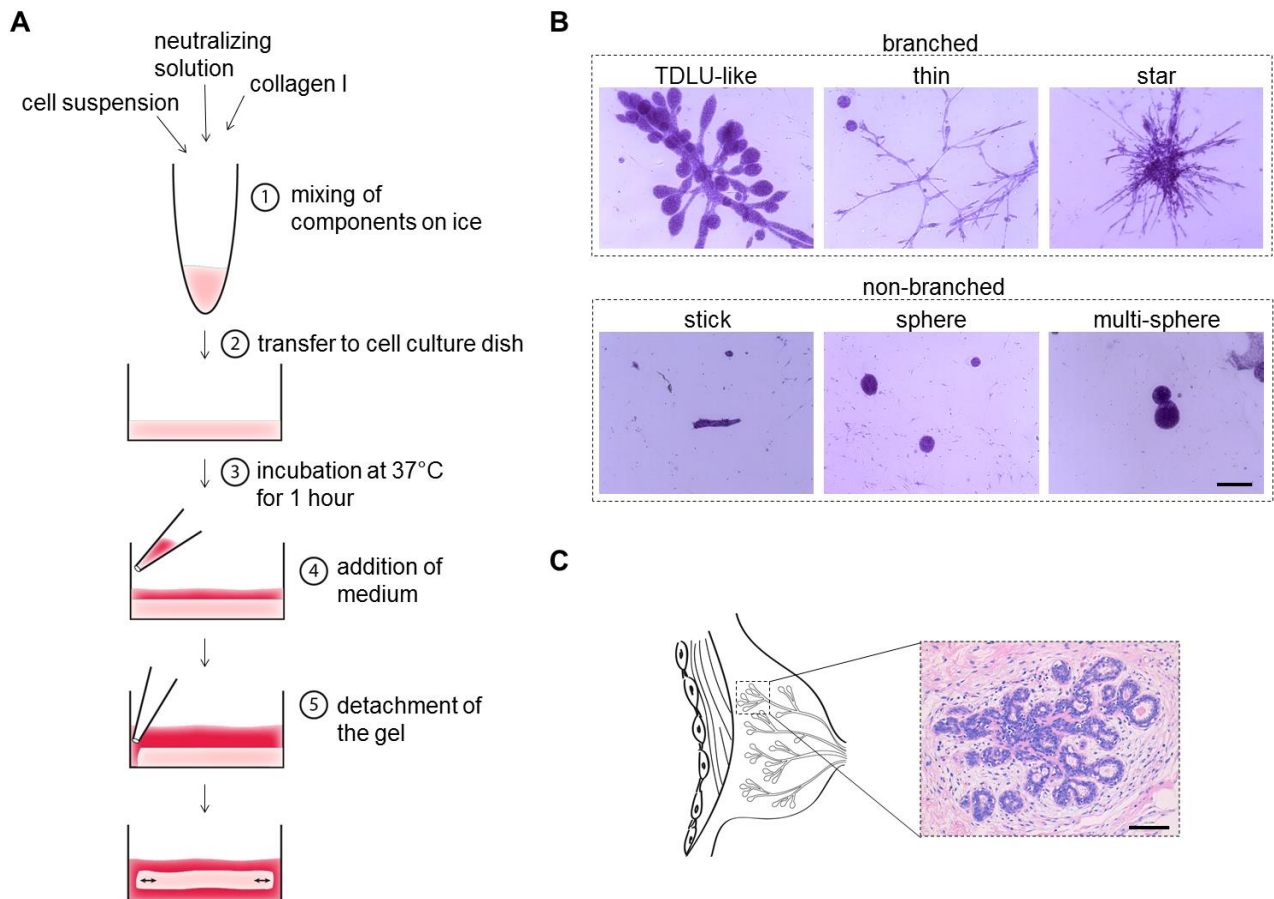 A
neutralizing
solution
collagen I
cell suspension
1 mixing of
components on ice
2 transfer to cell culture dish
3 incubation at 37°C
for 1 hour
4 addition of
medium
5 detachment of
the gel
B
branched
TDLU-like thin star
non-branched
stick sphere multi-sphere
C